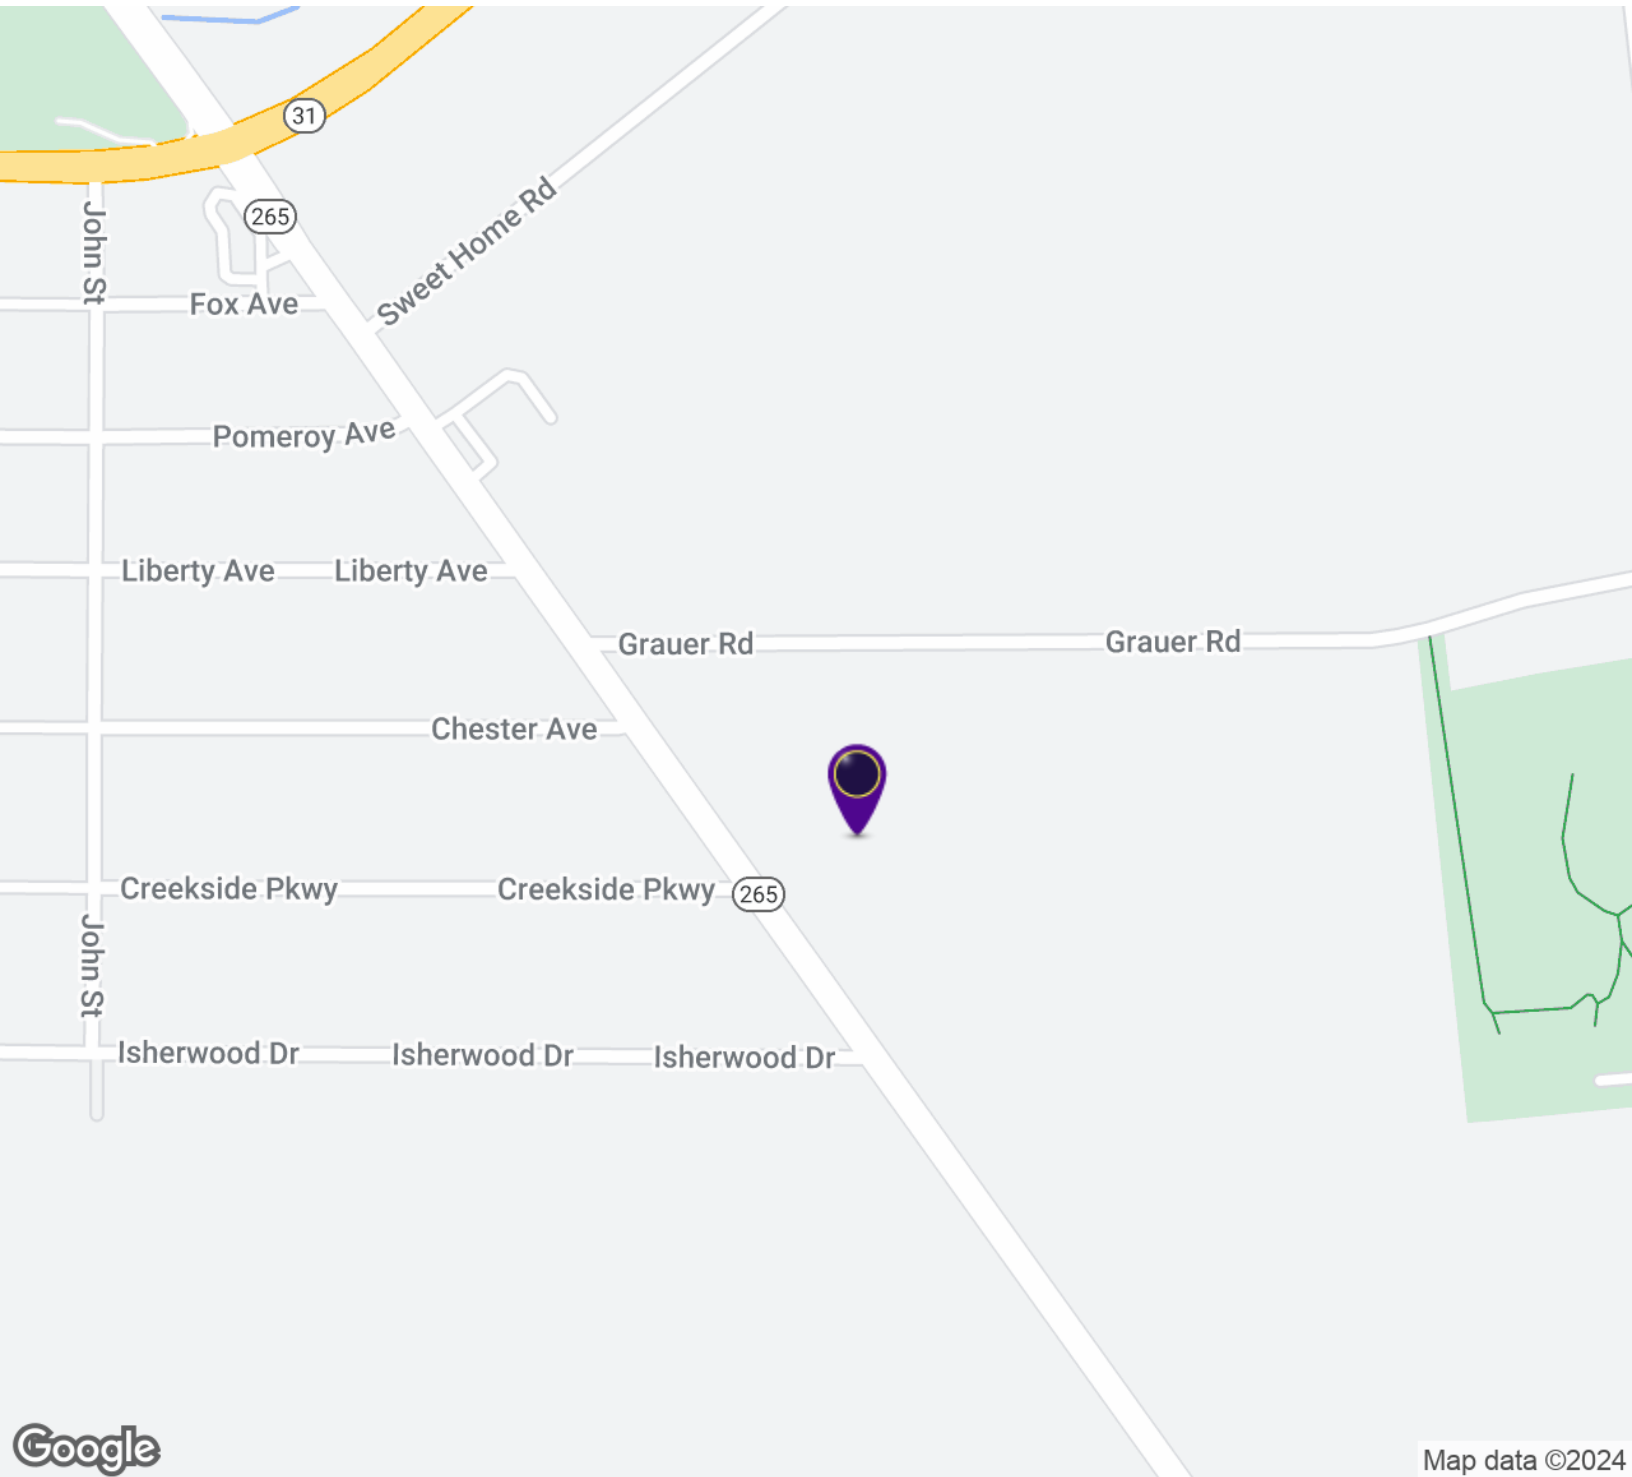 31
John St
265
Sweet Home Rd
Fox Ave
Pomeroy Ave
Liberty Ave
Liberty Ave
Grauer Rd
Grauer Rd
Chester Ave
Creekside Pkwy
Creekside Pkwy
265
John St
Isherwood Dr
Isherwood Dr
Isherwood Dr
Google
Map data ©2024